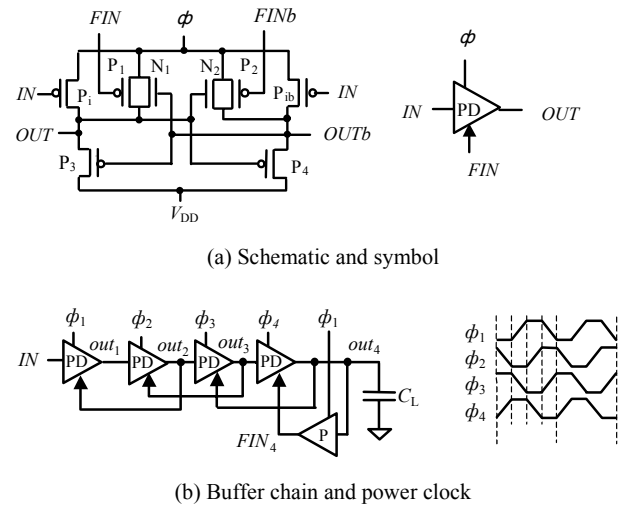 FIN ϕ FINb
P1 N1 N2 P2
IN Pi Pib IN
OUT OUTb
P3 P4
VDD
ϕ
IN PD OUT
FIN
(a) Schematic and symbol
ϕ1 ϕ2 ϕ3 ϕ4 ϕ1
out1 out2 out3 out4
IN PD PD PD PD
CL
FIN4 P
ϕ1
ϕ2
ϕ3
ϕ4
(b) Buffer chain and power clock